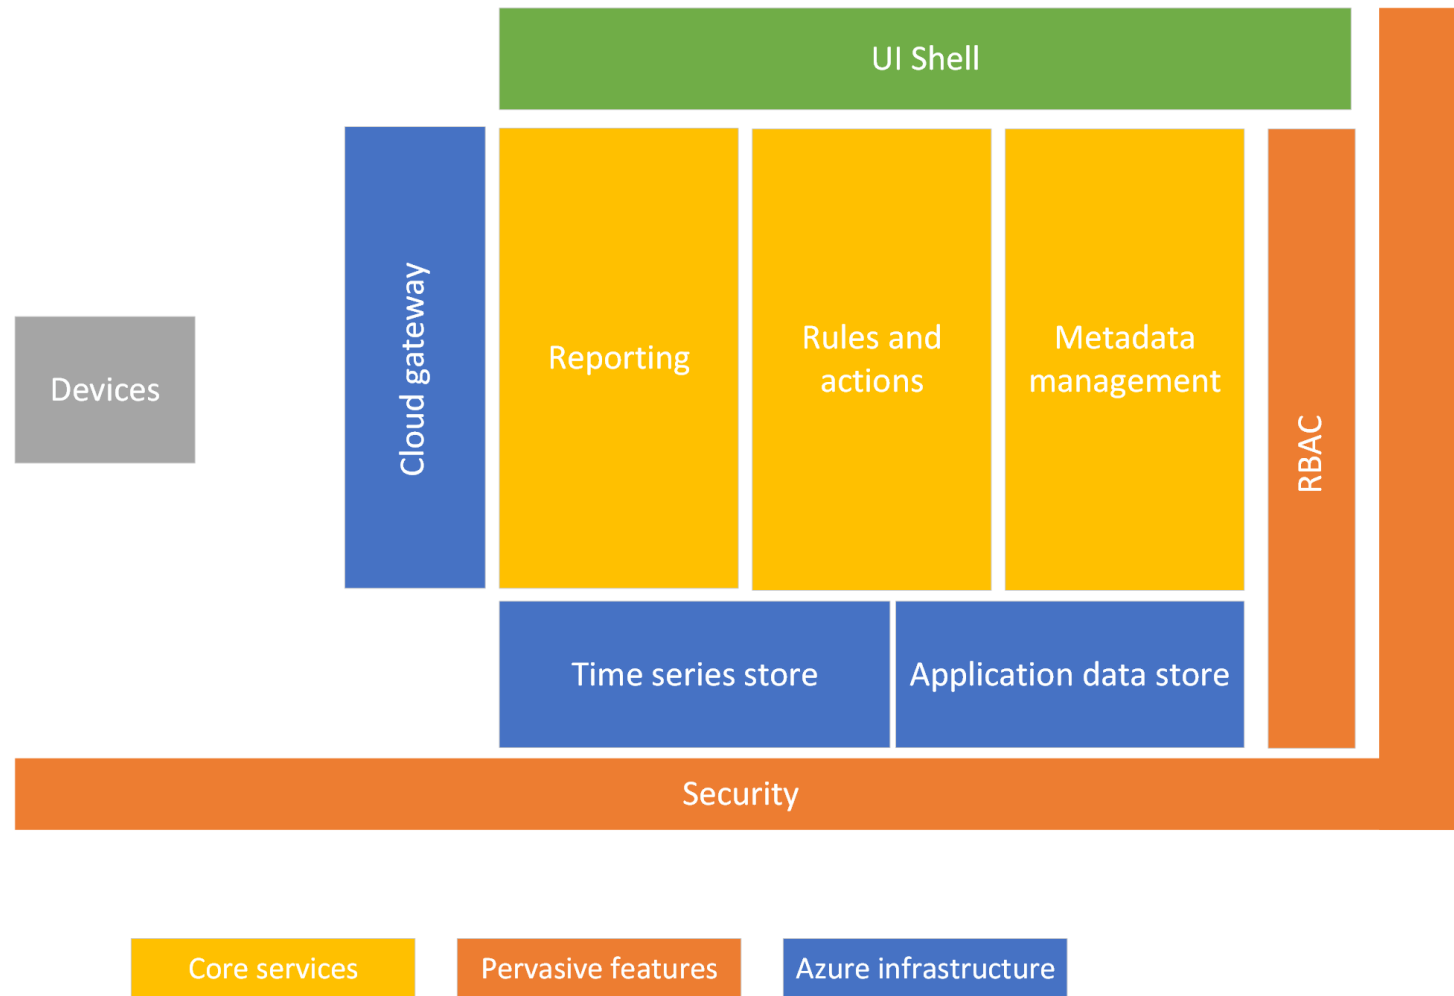 UI Shell
Devices
Cloud gateway
Reporting
Rules and
actions
Metadata
management
RBAC
Time series store
Application data store
Security
Core services
Pervasive features
Azure infrastructure